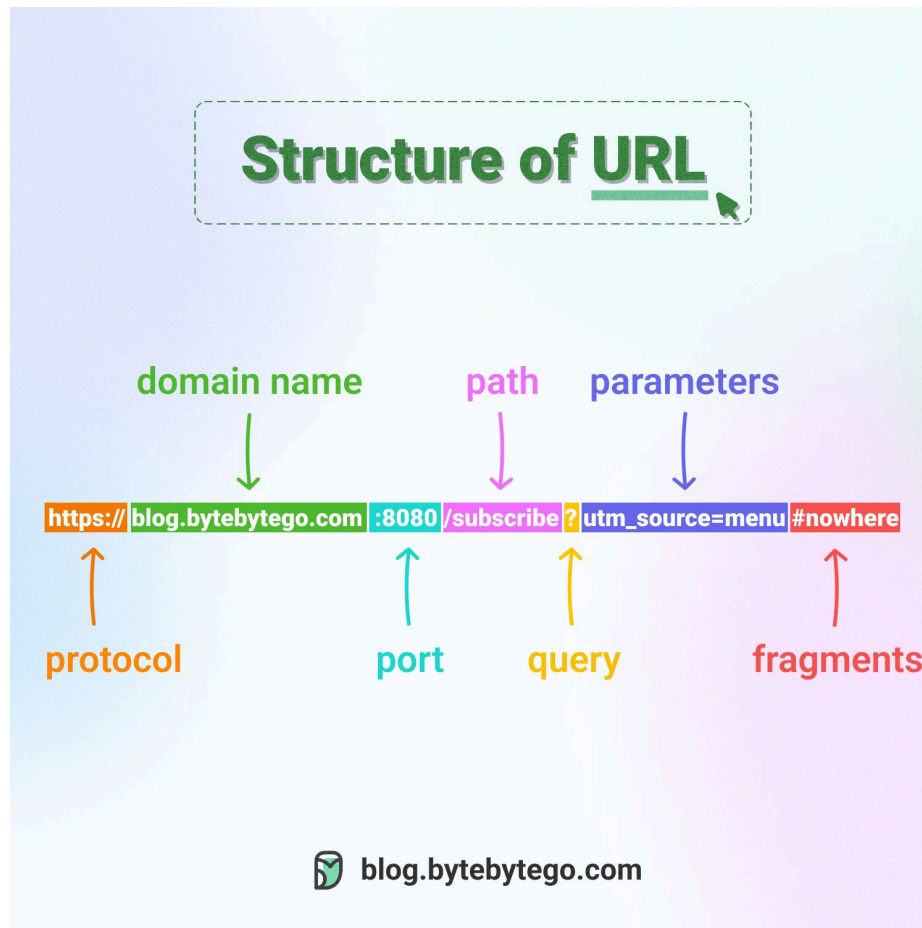 Structure of URL
domain name path parameters
https:// blog.bytebytego.com :8080 /subscribe ? utm_source=menu #nowhere
protocol port query fragments
blog.bytebytego.com